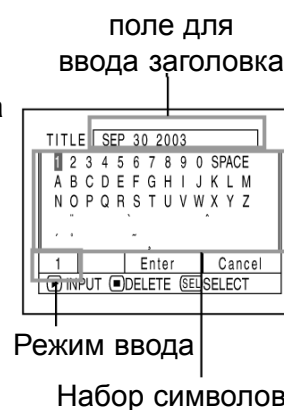 поле для
ввода заголовка
а
TITLE SEP 30 2003
1 2 3 4 5 6 7 8 9 0 SPACE
A B C D E F G H I J K L M
N O P Q R S T U V W X Y Z
1 Enter Cancel
INPUT DELETE SEL SELECT
Режим ввода
Набор символов